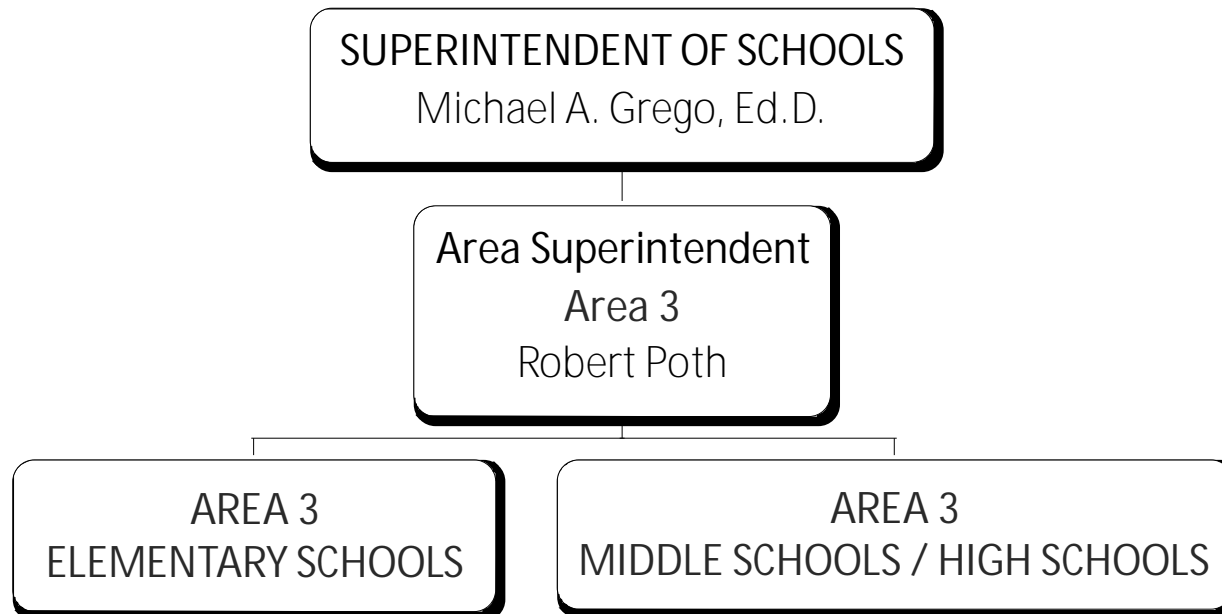 SUPERINTENDENT OF SCHOOLS
Michael A. Grego, Ed.D.
Area Superintendent
Area 3
Robert Poth
AREA 3
ELEMENTARY SCHOOLS
AREA 3
MIDDLE SCHOOLS / HIGH SCHOOLS